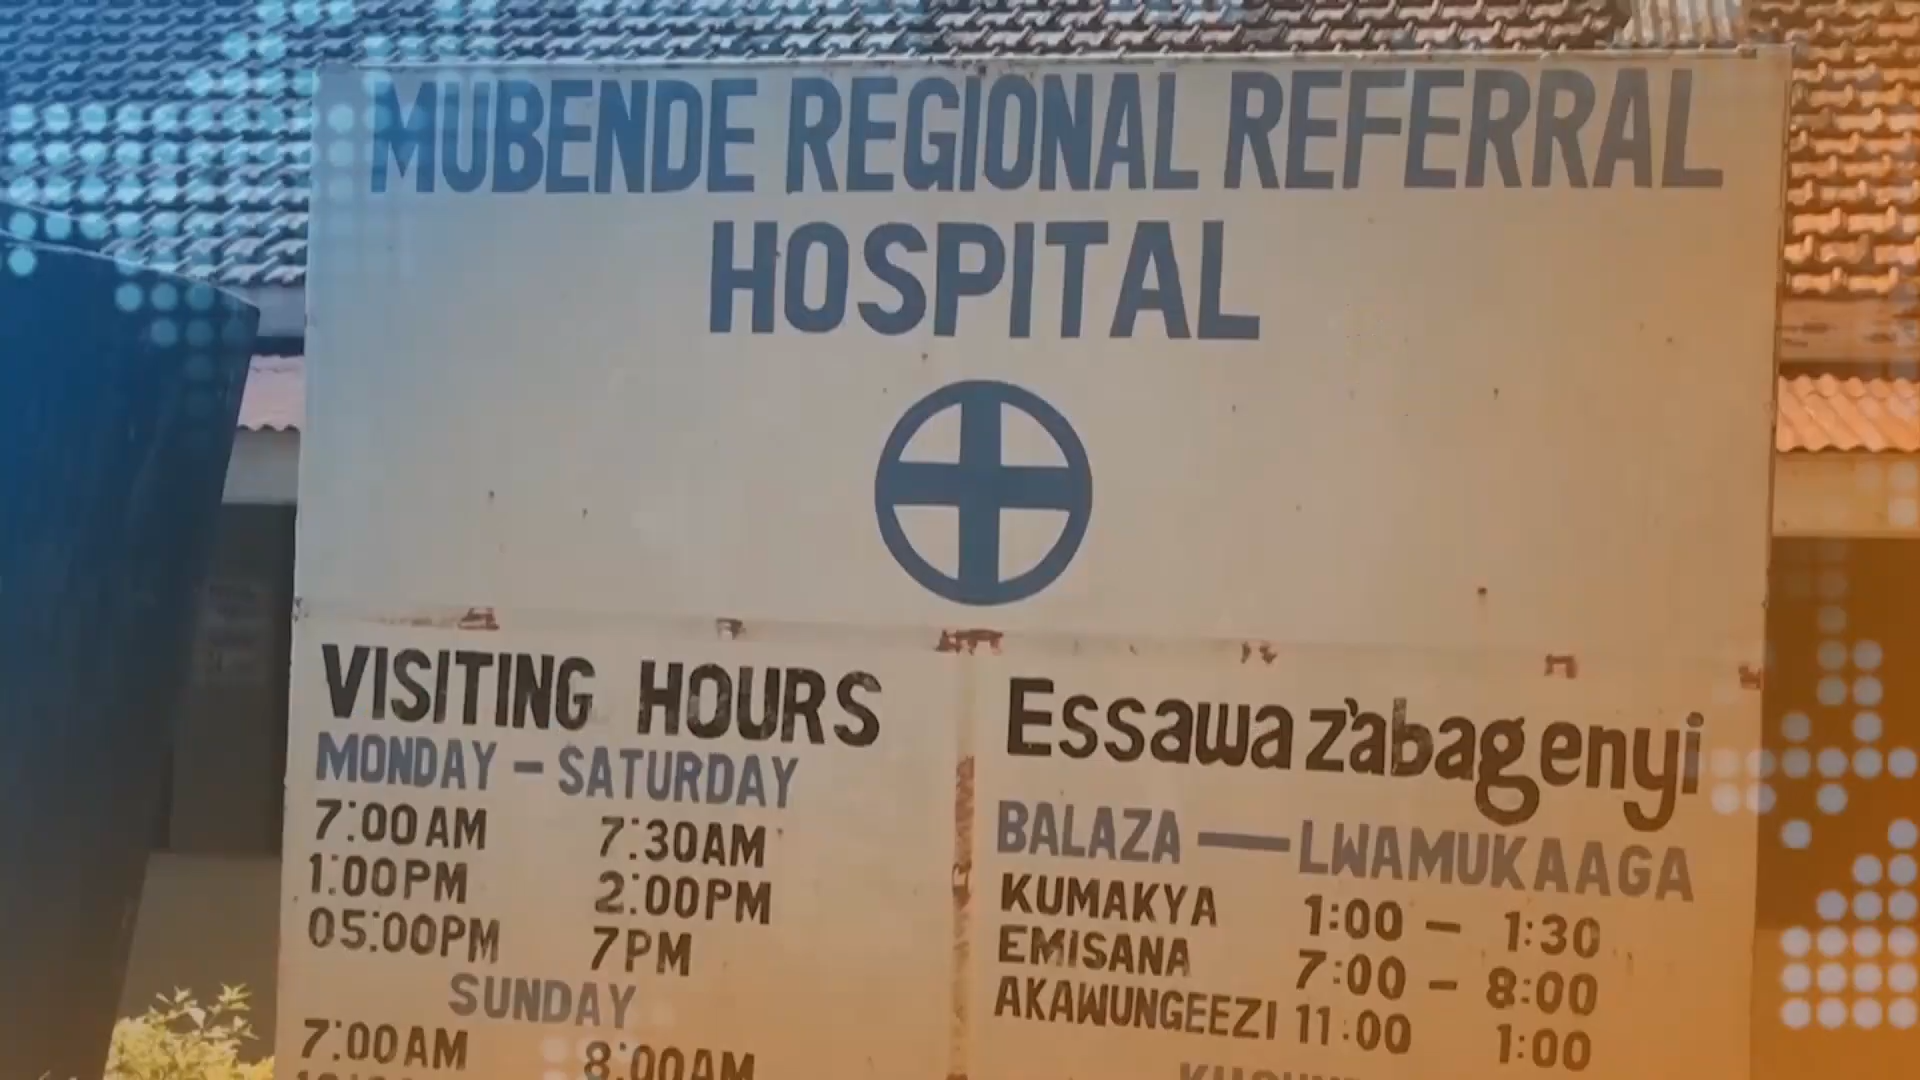 MUBENDE REGIONAL REFERRAL
HOSPITAL
VISITING HOURS
MONDAY – SATURDAY
7:00 AM 7:30AM
1:00PM 2:00PM
05:00PM 7PM
SUNDAY
7:00AM 8:00AM
Essawa z'abagenyi
BALAZA — LWAMUKAAGA
KUMAKYA 1:00 – 1:30
EMISANA 7:00 – 8:00
AKAWUNGEEZI 11:00 1:00